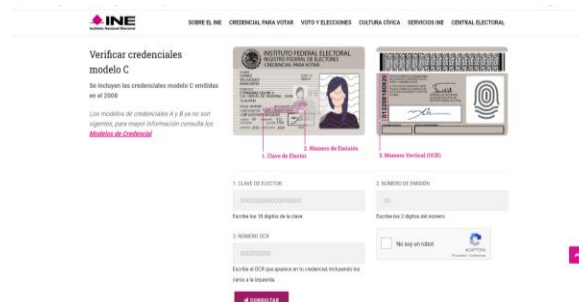 INE
Instituto Nacional Electoral
SOBRE EL INE CREDENCIAL PARA VOTAR VOTO Y ELECCIONES CULTURA CÍVICA SERVICIOS INE CENTRAL ELECTORAL
Verificar credenciales
modelo C
Se incluyen las credenciales modelo C emitidas
en el 2008
Los modelos de credenciales A y B ya no son
vigentes, para mayor información consulta los
Modelos de Credencial
INSTITUTO FEDERAL ELECTORAL
REGISTRO FEDERAL DE ELECTORES
CREDENCIAL PARA VOTAR
2. Número de Emisión
1. Clave de Elector
3. Número Vertical (OCR)
1. CLAVE DE ELECTOR
Escribe los 18 dígitos de la clave
2. NÚMERO DE EMISIÓN
00
Escribe los 2 dígitos del número
3. NÚMERO OCR
Escribe el OCR que aparece en tu credencial, incluyendo los
ceros a la izquierda.
No soy un robot
reCAPTCHA
CONSULTAR